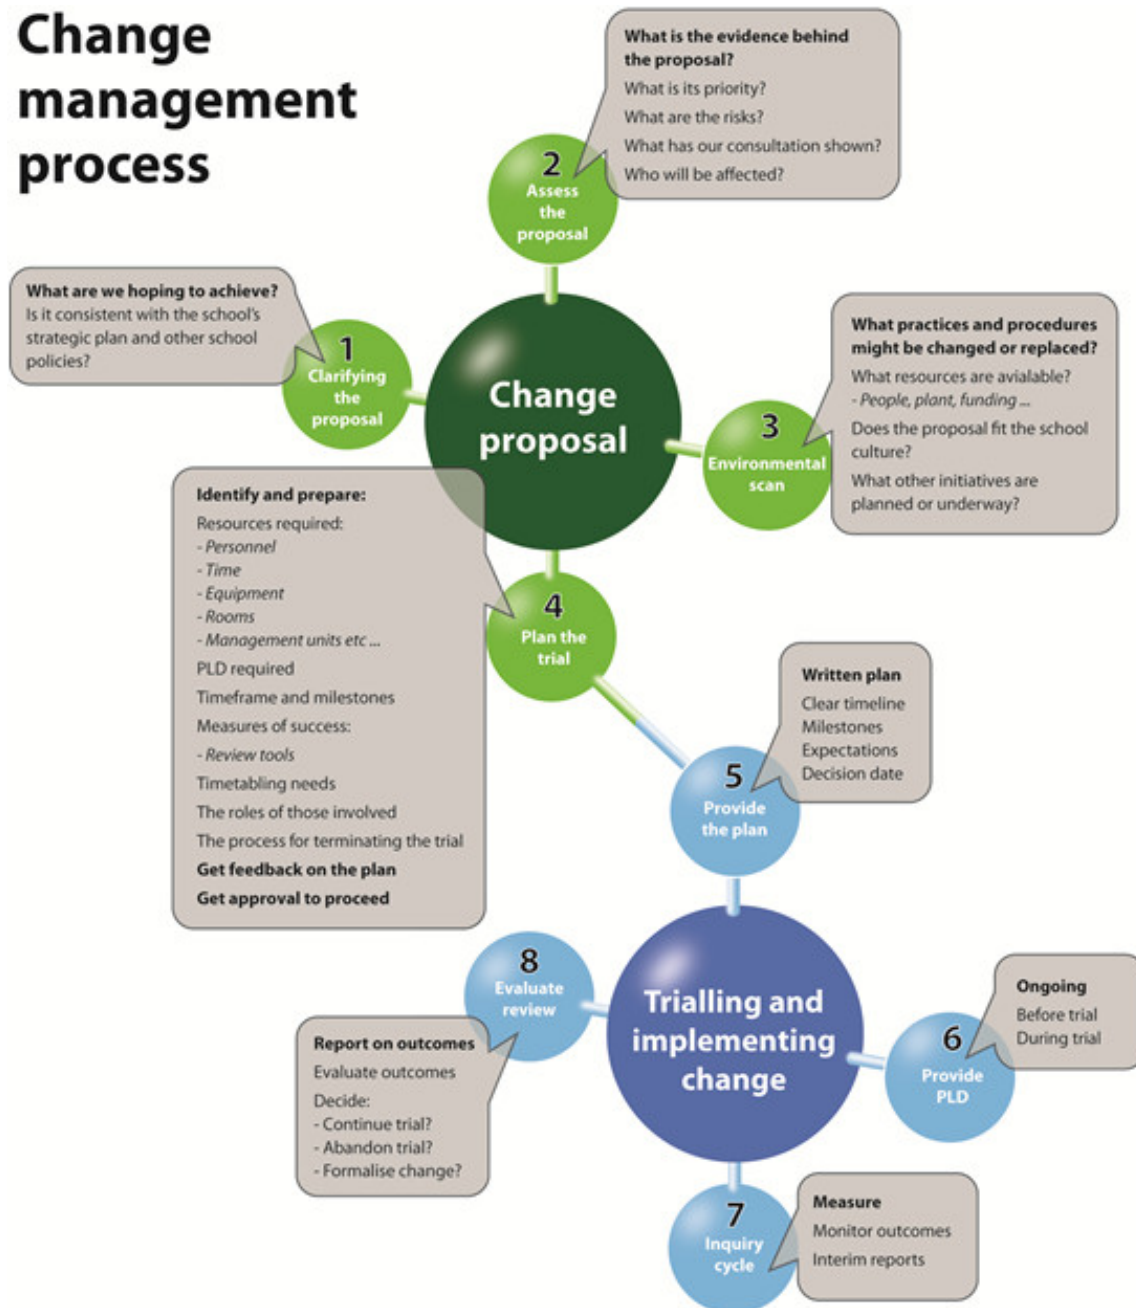 Change
management
process
What is the evidence behind
the proposal?
What is its priority?
What are the risks?
What has our consultation shown?
Who will be affected?
2
Assess
the
proposal
What are we hoping to achieve?
Is it consistent with the school's
strategic plan and other school
policies?
1
Clarifying
the
proposal
Change
proposal
What practices and procedures
might be changed or replaced?
What resources are avialable?
- People, plant, funding ...
Does the proposal fit the school
culture?
What other initiatives are
planned or underway?
3
Environmental
scan
Identify and prepare:
Resources required:
- Personnel
- Time
- Equipment
- Rooms
- Management units etc ...
PLD required
Timeframe and milestones
Measures of success:
- Review tools
Timetabling needs
The roles of those involved
The process for terminating the trial
Get feedback on the plan
Get approval to proceed
4
Plan the
trial
Written plan
Clear timeline
Milestones
Expectations
Decision date
5
Provide
the plan
Trialling and
implementing
change
Ongoing
Before trial
During trial
6
Provide
PLD
Measure
Monitor outcomes
Interim reports
7
Inquiry
cycle
8
Evaluate
review
Report on outcomes
Evaluate outcomes
Decide:
- Continue trial?
- Abandon trial?
- Formalise change?